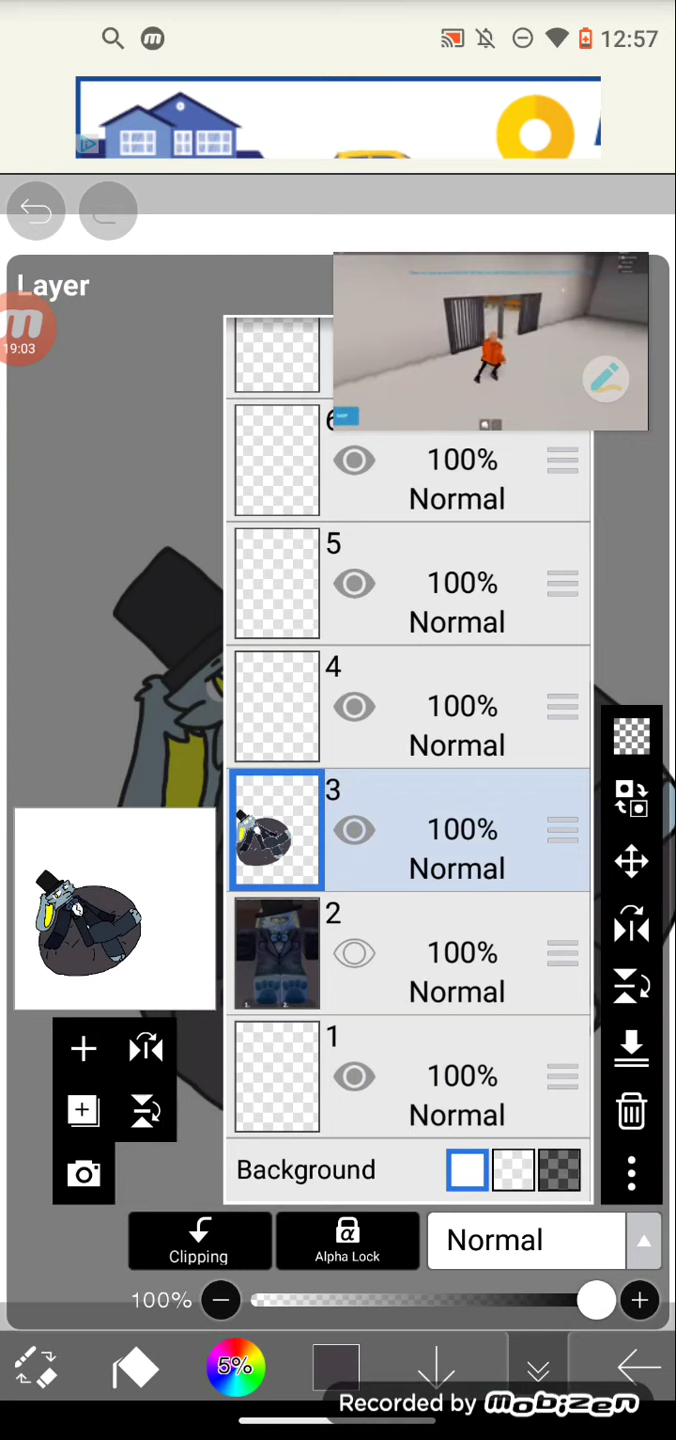 12:57
Layer
19:03
6
100%
Normal
5
100%
Normal
4
100%
Normal
3
100%
Normal
2
100%
Normal
1
100%
Normal
Background
Clipping
α
Alpha Lock
Normal
100%
5%
Recorded by mobizen